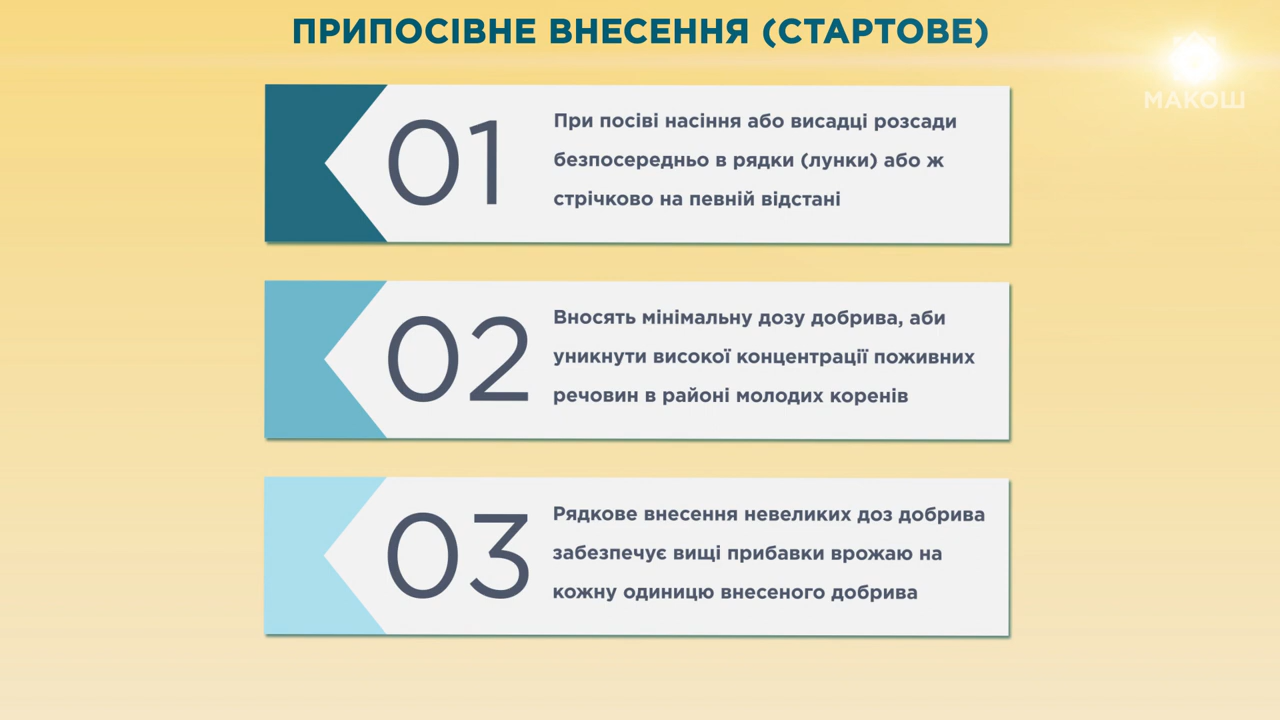 ПРИПОСІВНЕ ВНЕСЕННЯ (СТАРТОВЕ)
МАКОШ
01
При посіві насіння або висадці розсади
безпосередньо в рядки (лунки) або ж
стрічково на певній відстані
02
Вносять мінімальну дозу добрива, аби
уникнути високої концентрації поживних
речовин в районі молодих коренів
03
Рядкове внесення невеликих доз добрива
забезпечує вищі прибавки врожаю на
кожну одиницю внесеного добрива